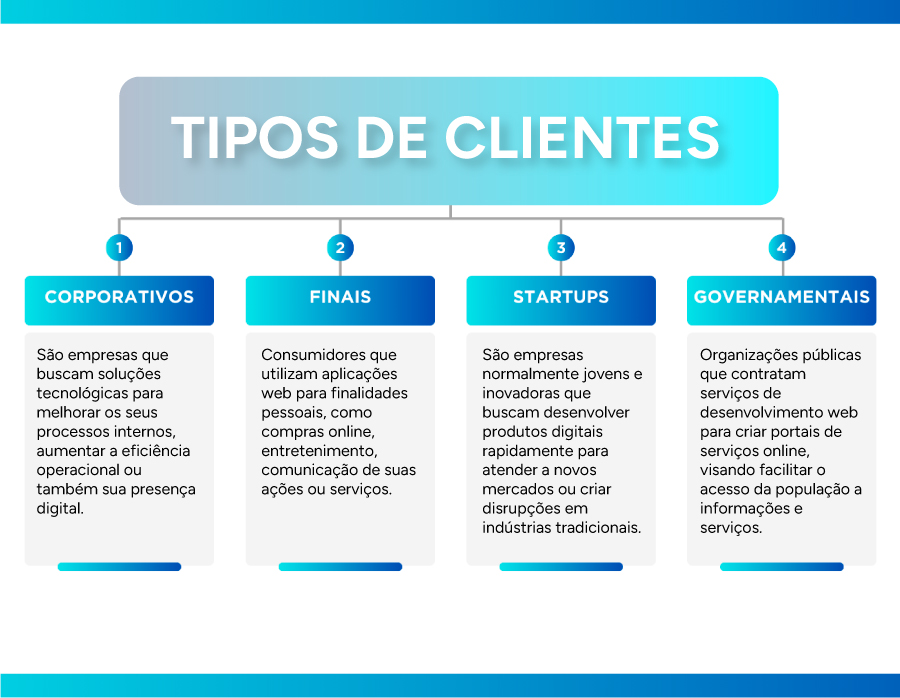 TIPOS DE CLIENTES
1
CORPORATIVOS
São empresas que
buscam soluções
tecnológicas para
melhorar os seus
processos internos,
aumentar a eficiência
operacional ou
também sua presença
digital.
2
FINAIS
Consumidores que
utilizam aplicações
web para finalidades
pessoais, como
compras online,
entretenimento,
comunicação de suas
ações ou serviços.
3
STARTUPS
São empresas
normalmente jovens e
inovadoras que
buscam desenvolver
produtos digitais
rapidamente para
atender a novos
mercados ou criar
disrupções em
indústrias tradicionais.
4
GOVERNAMENTAIS
Organizações públicas
que contratam
serviços de
desenvolvimento web
para criar portais de
serviços online,
visando facilitar o
acesso da população a
informações e
serviços.